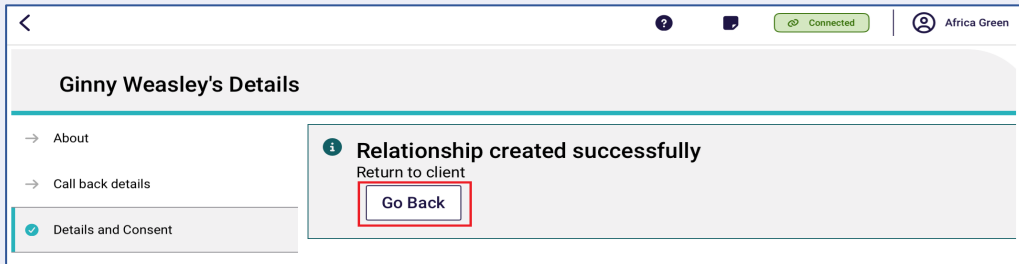 Connected
Africa Green
Ginny Weasley's Details
About
Call back details
Details and Consent
Relationship created successfully
Return to client
Go Back